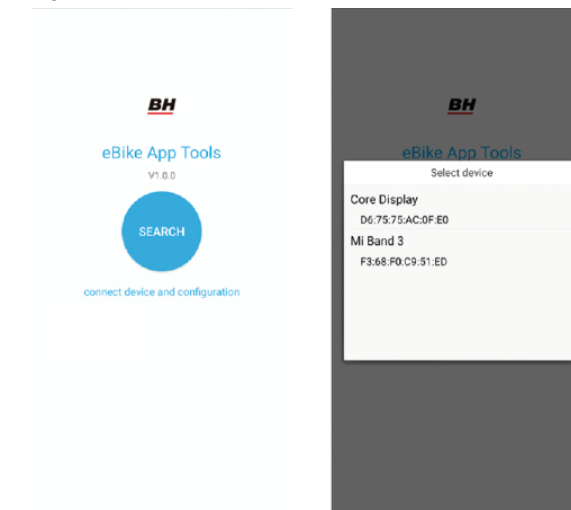 BH
eBike App Tools
V1.0.0
SEARCH
connect device and configuration
BH
eBike App Tools
Select device
Core Display
D6:75:75:AC:0F:E0
Mi Band 3
F3:68:F0:C9:51:ED